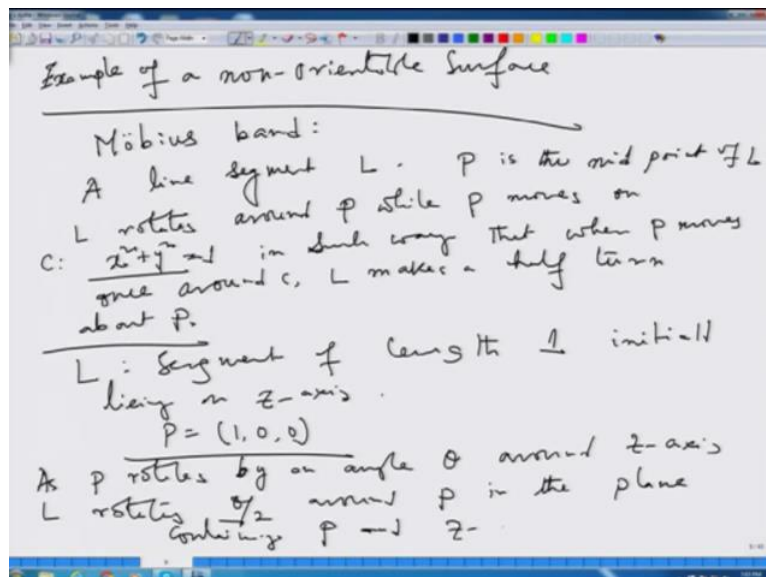 Example of a non-orientible Surface
Möbius band:
A line segment L. P is the mid point of L
L rotates around P while P moves on
C: x²+y²=1 in such way that when P moves
once around C, L makes a half turn
about P.
L: Segment of length 1 initiall
lieing on z-axis.
P = (1,0,0)
As P rotates by an angle θ around z-axis
L rotates θ/2 around P in the plane
containing P and z-